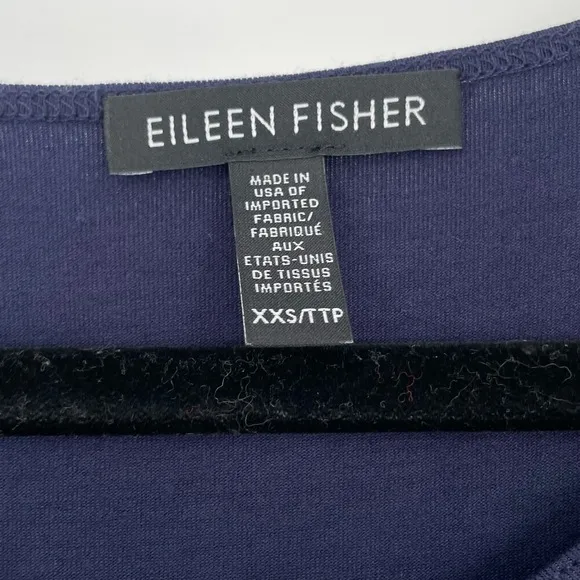 EILEEN FISHER
MADE IN
USA OF
IMPORTED
FABRIC/
FABRIQUÉ
AUX
ETATS-UNIS
DE TISSUS
IMPORTÉS
XXS/TTP